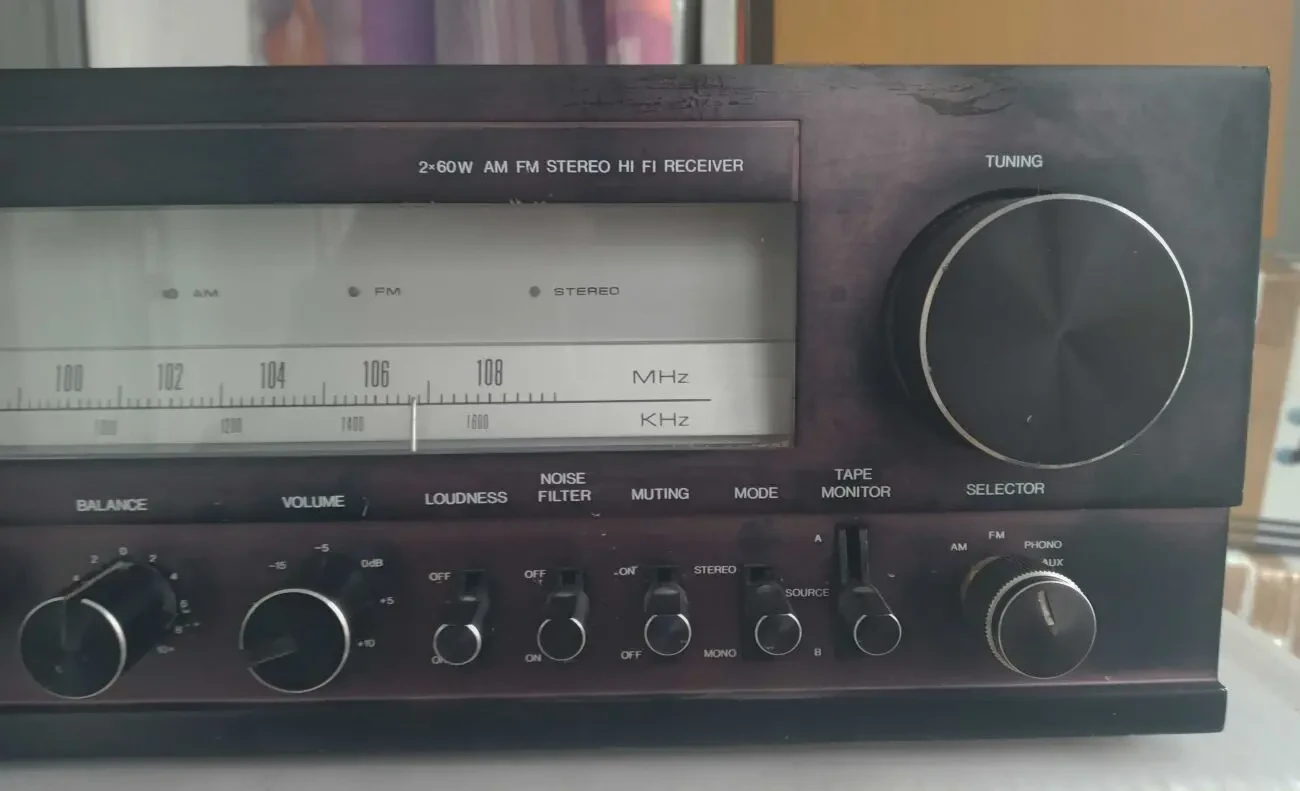 2×60W AM FM STEREO HI FI RECEIVER
TUNING
AM FM STEREO
100 102 104 106 108 MHz
1200 1400 1600 KHz
BALANCE
VOLUME
LOUDNESS
NOISE
FILTER
MUTING
MODE
TAPE
MONITOR
SELECTOR
2 0 2
4
-15 -5 0dB
+5
+10
OFF
ON
OFF
ON
ON
OFF
STEREO
MONO
A
SOURCE
B
AM FM PHONO
AUX